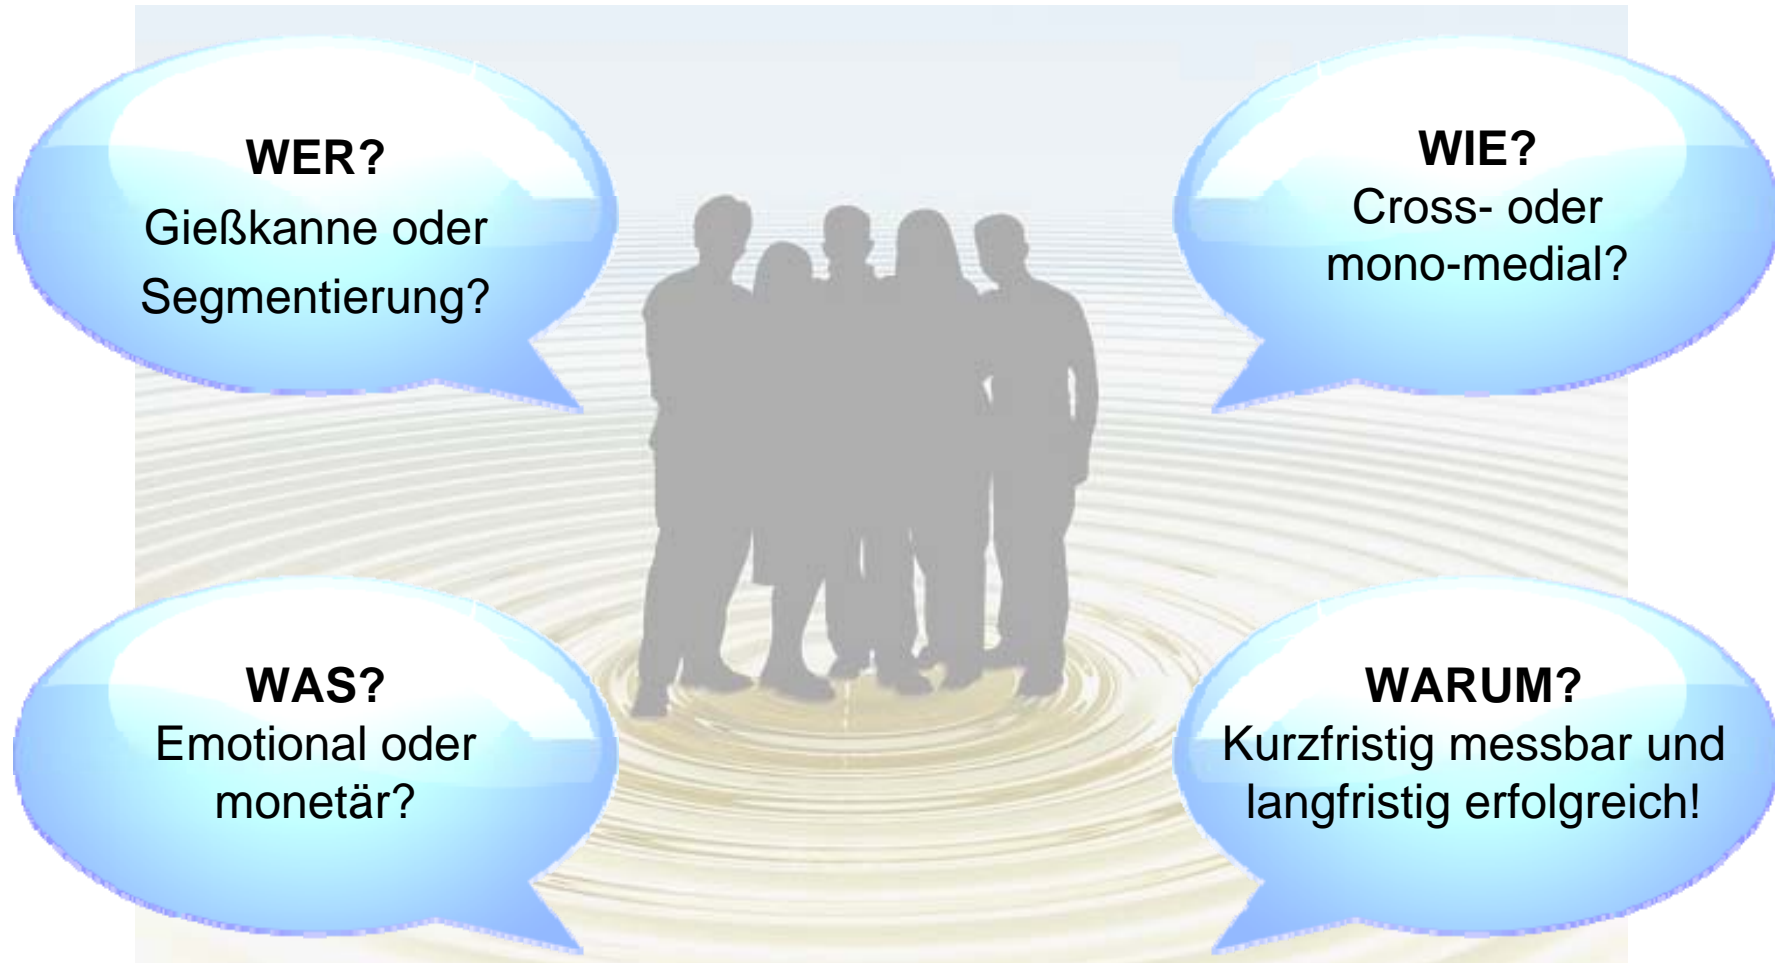 WER?
Gießkanne oder
Segmentierung?
WIE?
Cross- oder
mono-medial?
WAS?
Emotional oder
monetär?
WARUM?
Kurzfristig messbar und
langfristig erfolgreich!